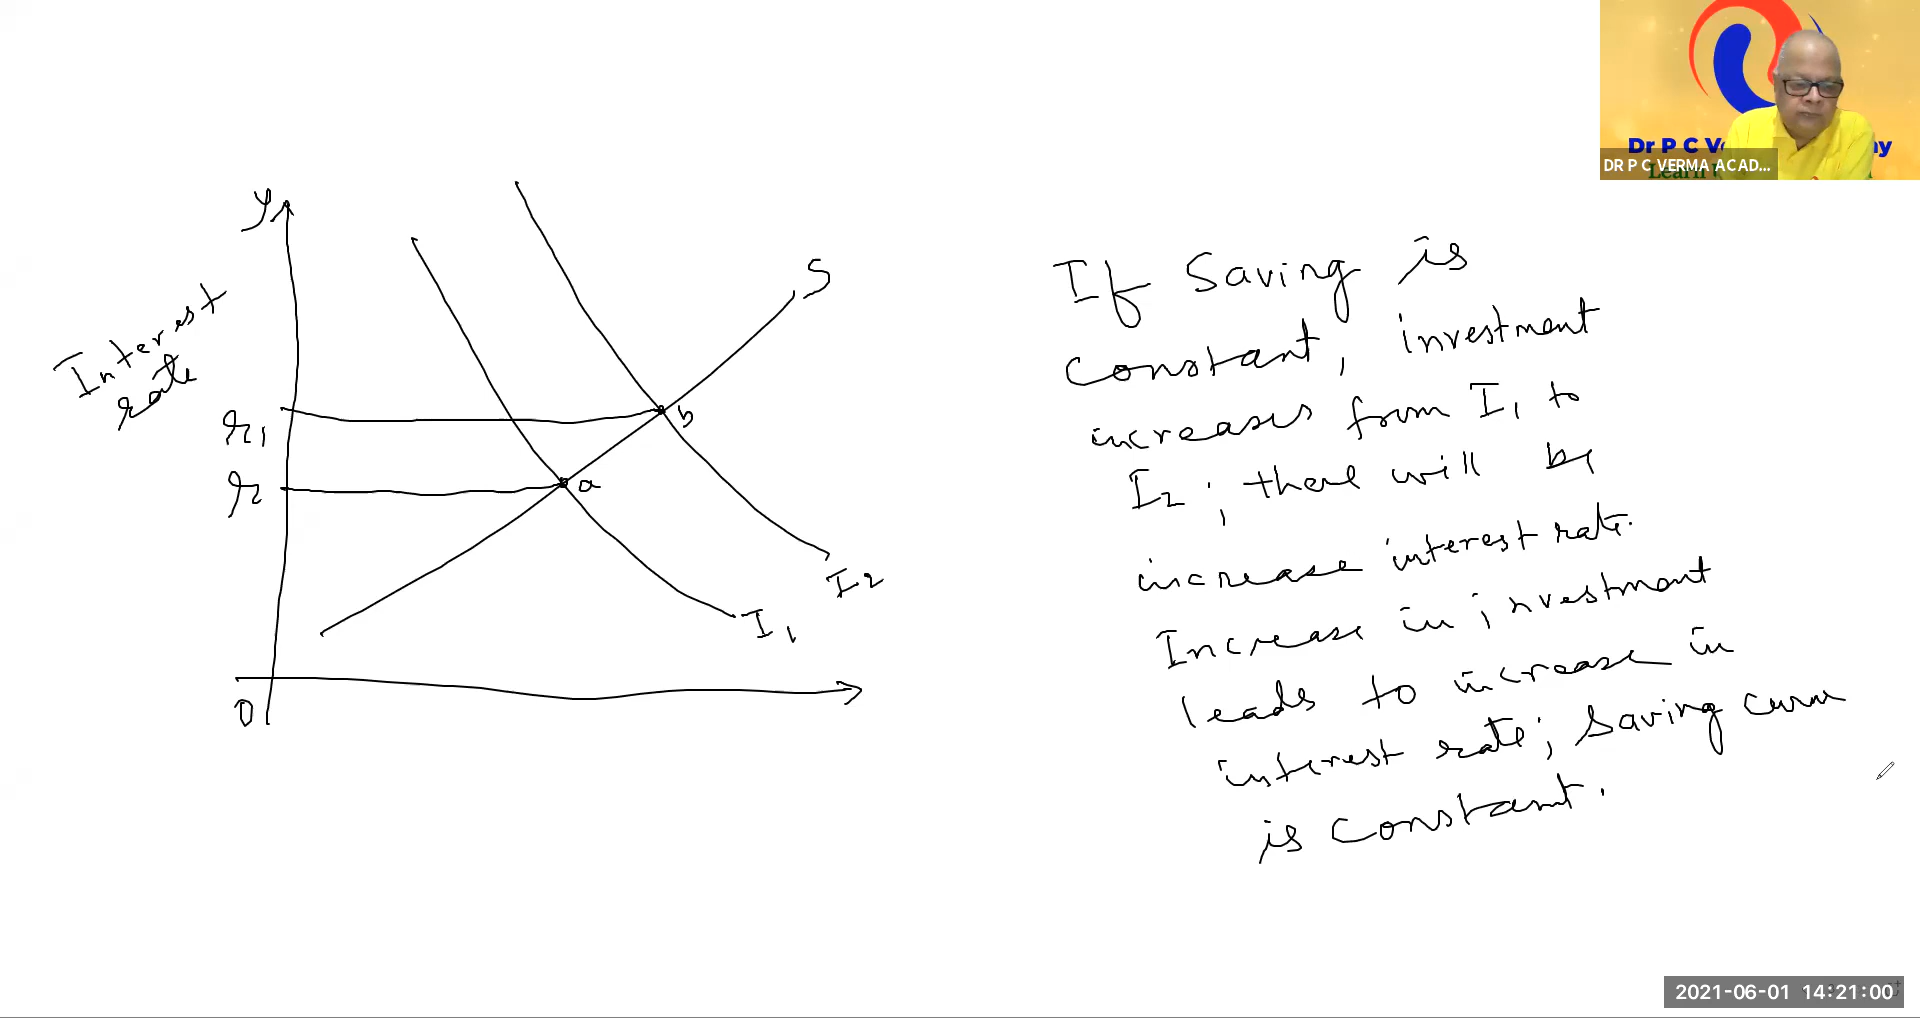 Dr P C V
ay
DR P C VERMA ACAD...
y
Interest
rate
r1
r
O
S
b
a
I2
I1
If Saving is
constant, investment
increases from I1 to
I2; there will be
increase interest rate.
Increase in investment
leads to increase in
interest rate; Saving curve
is constant.
2021-06-01 14:21:00